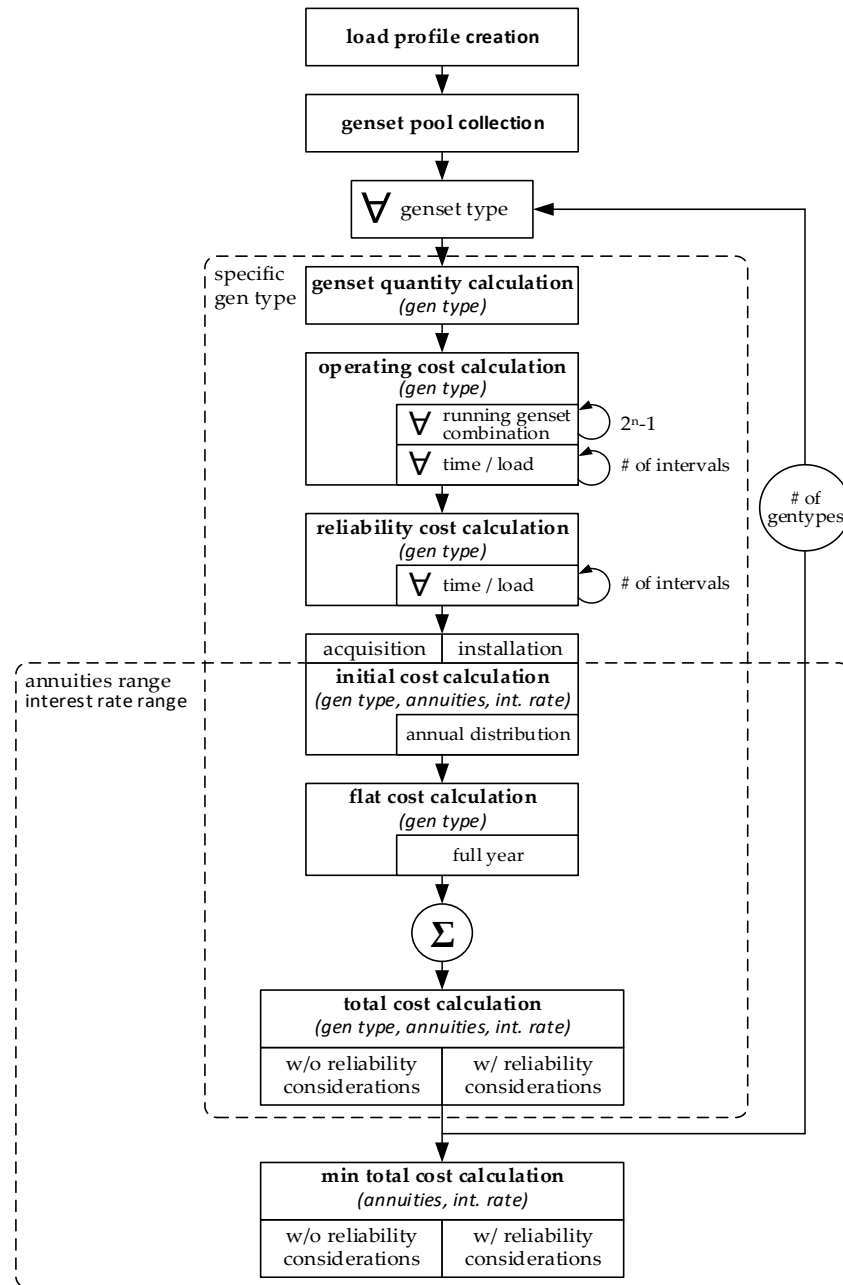 load profile creation
genset pool collection
∀ genset type
specific
gen type
genset quantity calculation
(gen type)
operating cost calculation
(gen type)
∀ running genset
combination
2ⁿ-1
∀ time / load
# of intervals
# of
gentypes
reliability cost calculation
(gen type)
∀ time / load
# of intervals
acquisition
installation
annuities range
interest rate range
initial cost calculation
(gen type, annuities, int. rate)
annual distribution
flat cost calculation
(gen type)
full year
Σ
total cost calculation
(gen type, annuities, int. rate)
w/o reliability
considerations
w/ reliability
considerations
min total cost calculation
(annuities, int. rate)
w/o reliability
considerations
w/ reliability
considerations